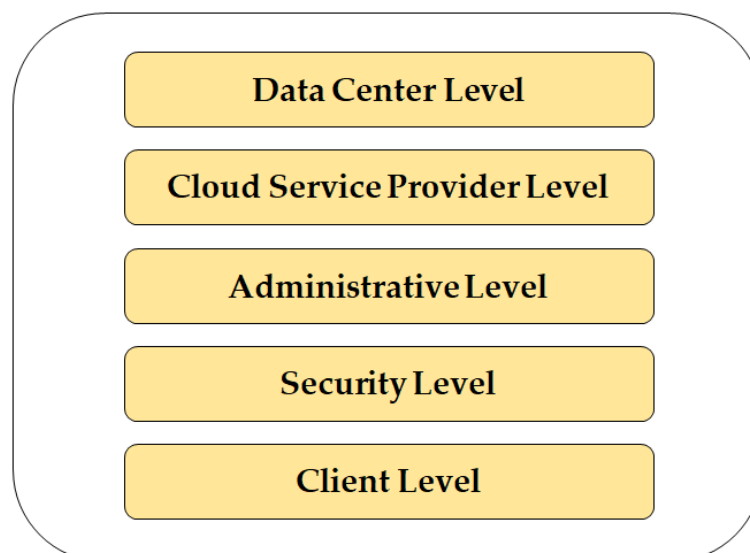 Data Center Level
Cloud Service Provider Level
Administrative Level
Security Level
Client Level